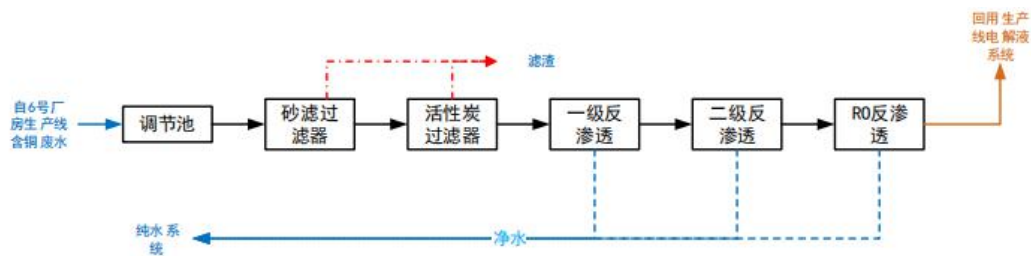 回用生产
线电解液
系统
滤渣
自6号厂
房生产线
含铜废水
调节池
砂滤过
滤器
活性炭
过滤器
一级反
渗透
二级反
渗透
RO反渗
透
纯水系
统
净水